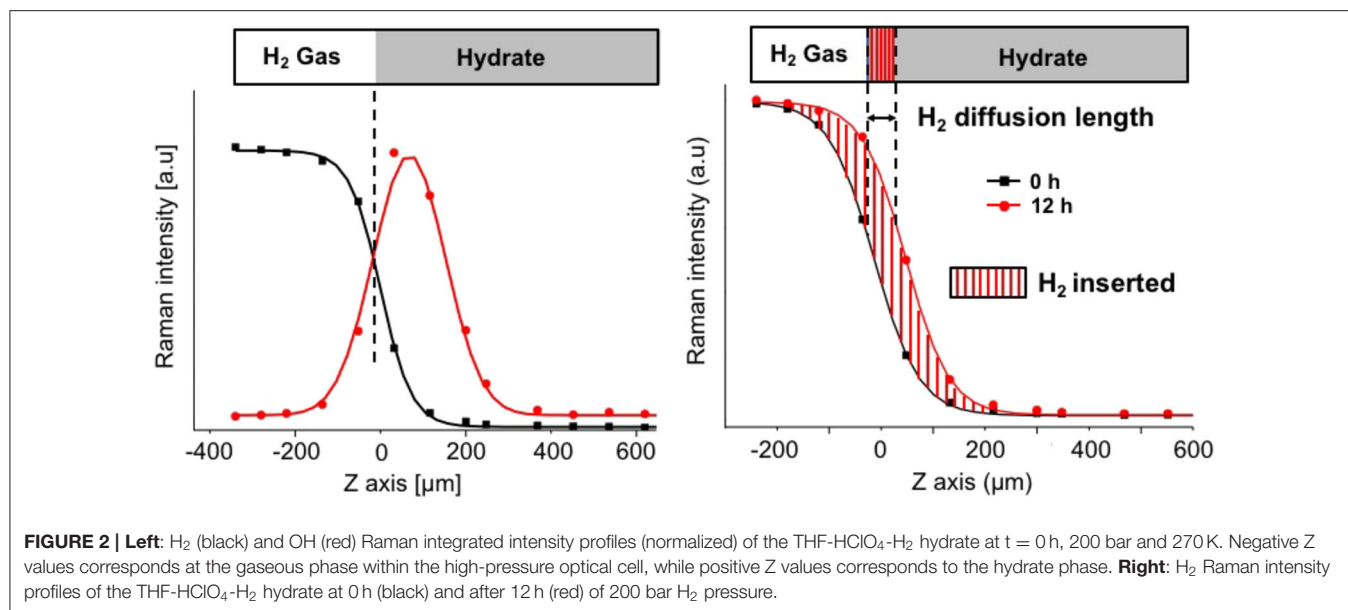 H₂ Gas
Hydrate
Raman intensity [a.u]
-400
-200
0
200
400
600
Z axis [µm]
H₂ Gas
Hydrate
H₂ diffusion length
0 h
12 h
H₂ inserted
Raman intensity (a.u)
-200
0
200
400
600
Z axis (µm)
FIGURE 2 | Left: H₂ (black) and OH (red) Raman integrated intensity profiles (normalized) of the THF-HClO₄-H₂ hydrate at t = 0 h, 200 bar and 270 K. Negative Z
values corresponds at the gaseous phase within the high-pressure optical cell, while positive Z values corresponds to the hydrate phase. Right: H₂ Raman intensity
profiles of the THF-HClO₄-H₂ hydrate at 0 h (black) and after 12 h (red) of 200 bar H₂ pressure.